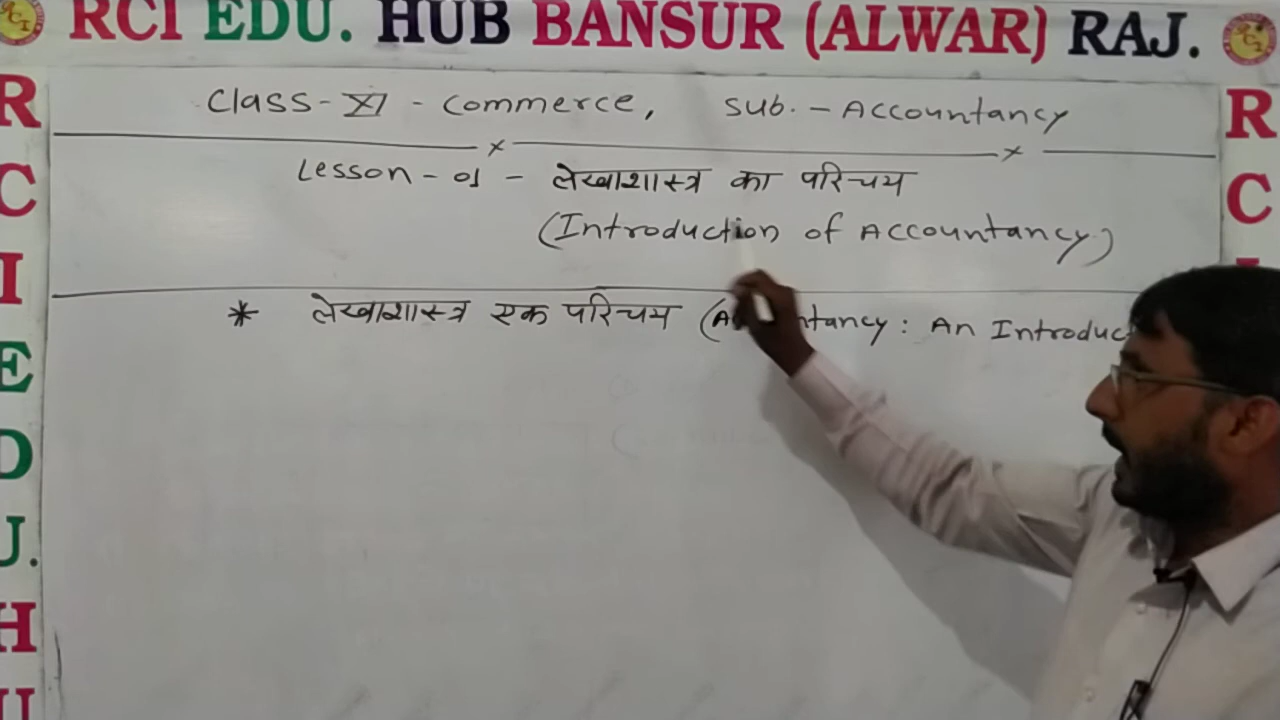 RCI EDU. HUB BANSUR (ALWAR) RAJ.
Class-XI - Commerce, Sub. - Accountancy
Lesson - 01 - लेखाशास्त्र का परिचय
(Introduction of Accountancy)
* लेखाशास्त्र एक परिचय (Accountancy: An Introduct
R
C
I
E
D
U.
H
U
R
C